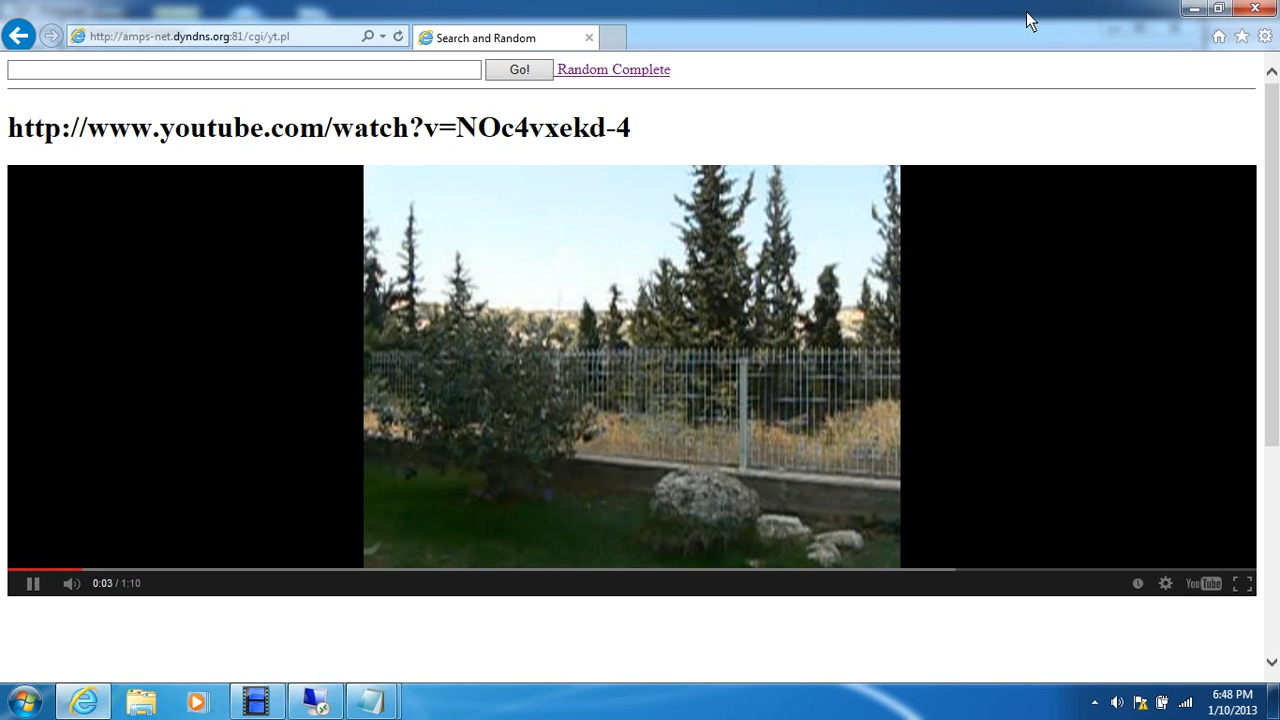 http://amps-net.dyndns.org:81/cgi/yt.pl
Search and Random
Go!
Random Complete
http://www.youtube.com/watch?v=NOc4vxekd-4
0:03 / 1:10
YouTube
6:48 PM
1/10/2013